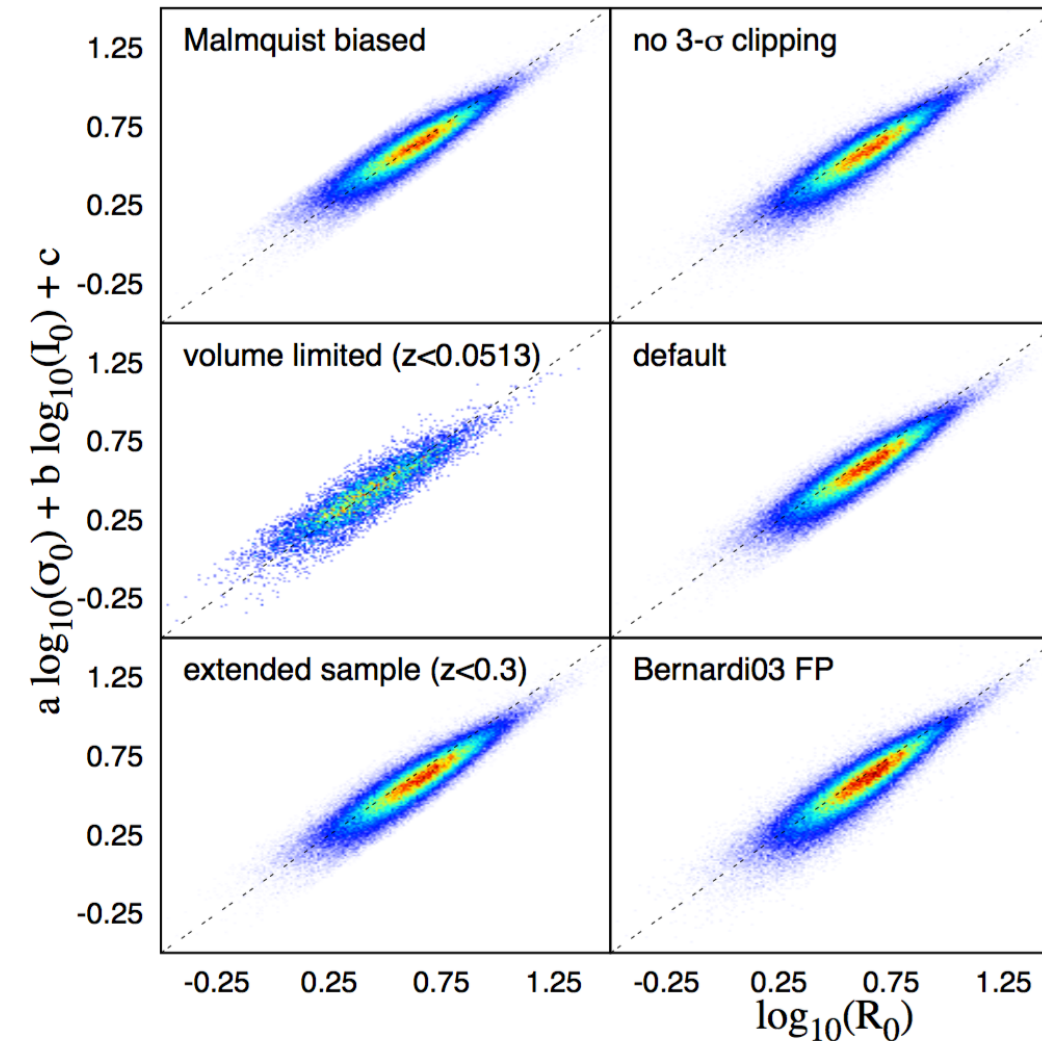 a log₁₀(σ₀) + b log₁₀(I₀) + c
Malmquist biased
no 3-σ clipping
1.25
0.75
0.25
-0.25
volume limited (z<0.0513)
default
1.25
0.75
0.25
-0.25
extended sample (z<0.3)
Bernardi03 FP
1.25
0.75
0.25
-0.25
-0.25 0.25 0.75 1.25 -0.25 0.25 0.75 1.25
log₁₀(R₀)